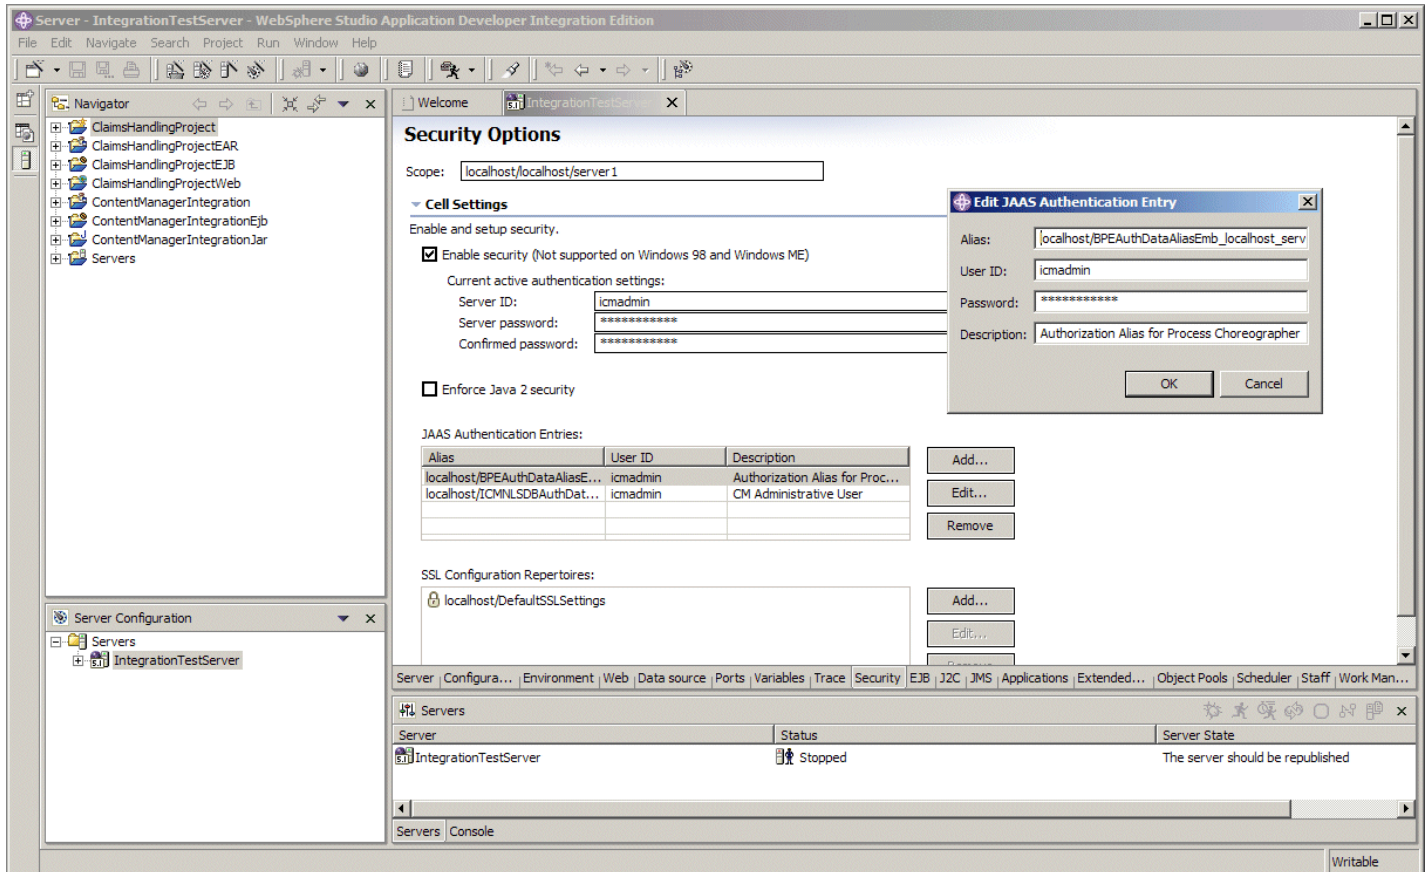 Server - IntegrationTestServer - WebSphere Studio Application Developer Integration Edition
File Edit Navigate Search Project Run Window Help
Navigator
ClaimsHandlingProject
ClaimsHandlingProjectEAR
ClaimsHandlingProjectEJB
ClaimsHandlingProjectWeb
ContentManagerIntegration
ContentManagerIntegrationEjb
ContentManagerIntegrationJar
Servers
Server Configuration
Servers
IntegrationTestServer
Welcome
IntegrationTestServer
Security Options
Scope: localhost/localhost/server1
Cell Settings
Enable and setup security.
Enable security (Not supported on Windows 98 and Windows ME)
Current active authentication settings:
Server ID: icmadmin
Server password: ***********
Confirmed password: ***********
Enforce Java 2 security
JAAS Authentication Entries:
Alias User ID Description
localhost/BPEAuthDataAliasE... icmadmin Authorization Alias for Proc...
localhost/ICMNLSDBAuthDat... icmadmin CM Administrative User
Add...
Edit...
Remove
SSL Configuration Repertoires:
localhost/DefaultSSLSettings
Add...
Edit...
Remove
Edit JAAS Authentication Entry
Alias: ocalhost/BPEAuthDataAliasEmb_localhost_serv
User ID: icmadmin
Password: ***********
Description: Authorization Alias for Process Choreographer
OK Cancel
Server Configura... Environment Web Data source Ports Variables Trace Security EJB J2C JMS Applications Extended... Object Pools Scheduler Staff Work Man...
Servers
Server Status Server State
IntegrationTestServer Stopped The server should be republished
Servers Console
Writable